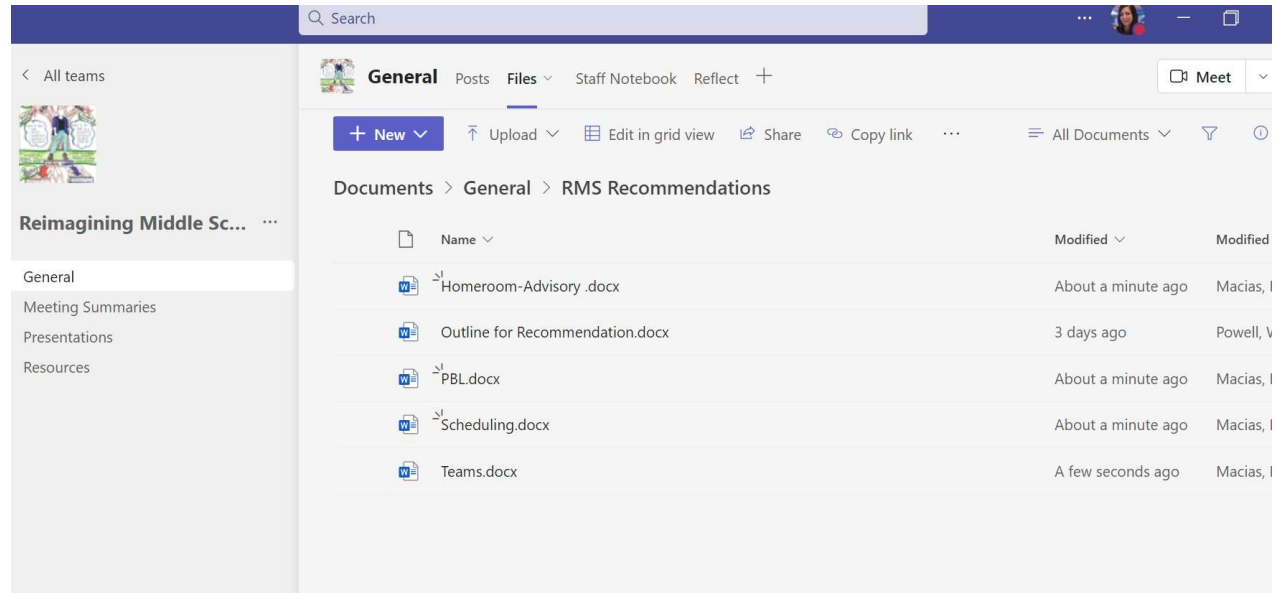 Search
All teams
General Posts Files Staff Notebook Reflect Meet
New Upload Edit in grid view Share Copy link ... All Documents
Documents > General > RMS Recommendations
Reimagining Middle Sc... ...
Name Modified Modified
General
Homeroom-Advisory .docx About a minute ago Macias,
Meeting Summaries
Outline for Recommendation.docx 3 days ago Powell,
Presentations
Resources
PBL.docx About a minute ago Macias,
Scheduling.docx About a minute ago Macias,
Teams.docx A few seconds ago Macias,